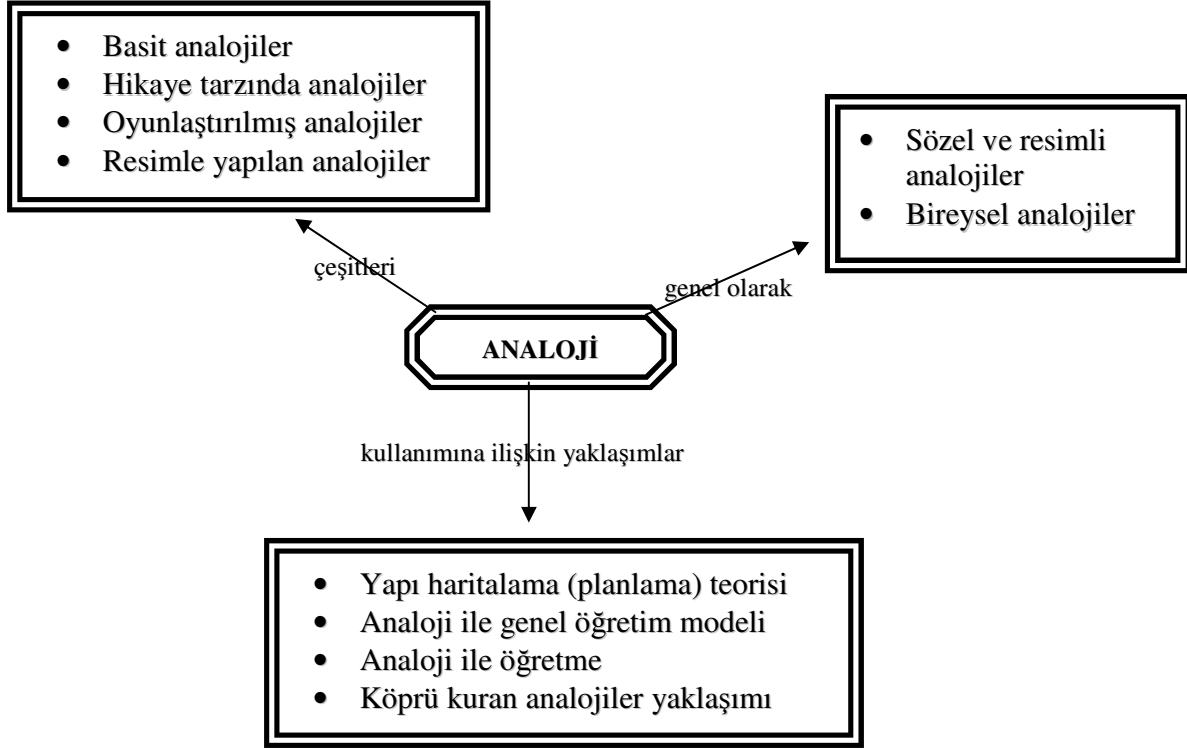 • Basit analojiler
• Hikaye tarzında analojiler
• Oyunlaştırılmış analojiler
• Resimle yapılan analojiler
• Sözel ve resimli
analojiler
• Bireysel analojiler
çeşitleri
genel olarak
ANALOJİ
kullanımına ilişkin yaklaşımlar
• Yapı haritalama (planlama) teorisi
• Analoji ile genel öğretim modeli
• Analoji ile öğretme
• Köprü kuran analojiler yaklaşımı